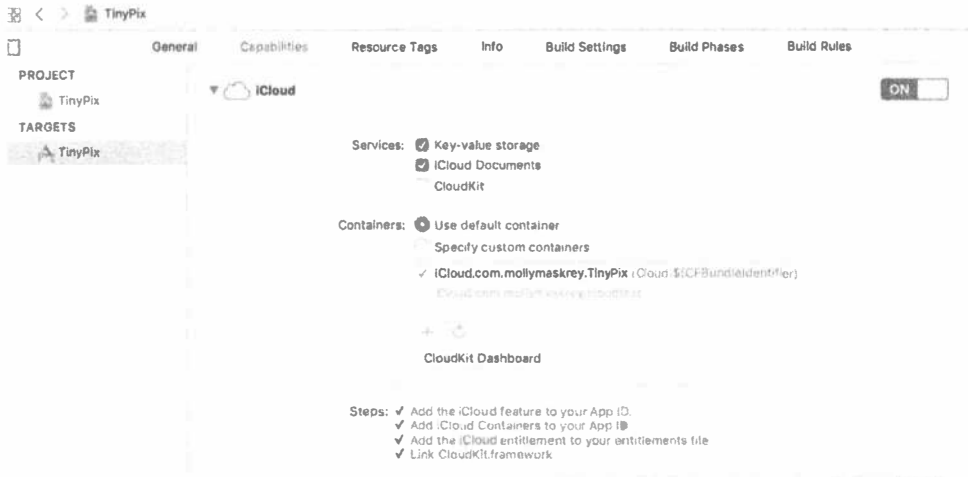 TinyPix
General Capabilities Resource Tags Info Build Settings Build Phases Build Rules
PROJECT
TinyPix
TARGETS
TinyPix
iCloud
ON
Services: Key-value storage
iCloud Documents
CloudKit
Containers: Use default container
Specify custom containers
iCloud.com.mollymaskrey.TinyPix (iCloud.$(CFBundleIdentifier)
CloudKit Dashboard
Steps: Add the iCloud feature to your App ID.
Add iCloud Containers to your App ID
Add the iCloud entitlement to your entitlements file
Link CloudKit.framework